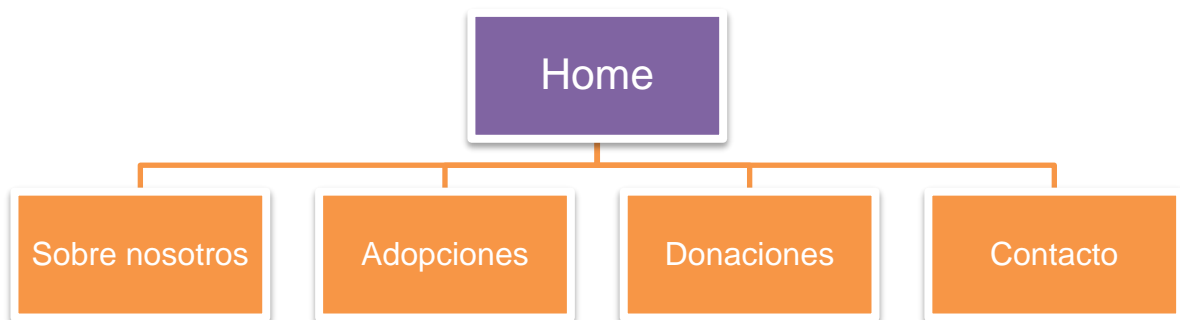 Home
Sobre nosotros
Adopciones
Donaciones
Contacto